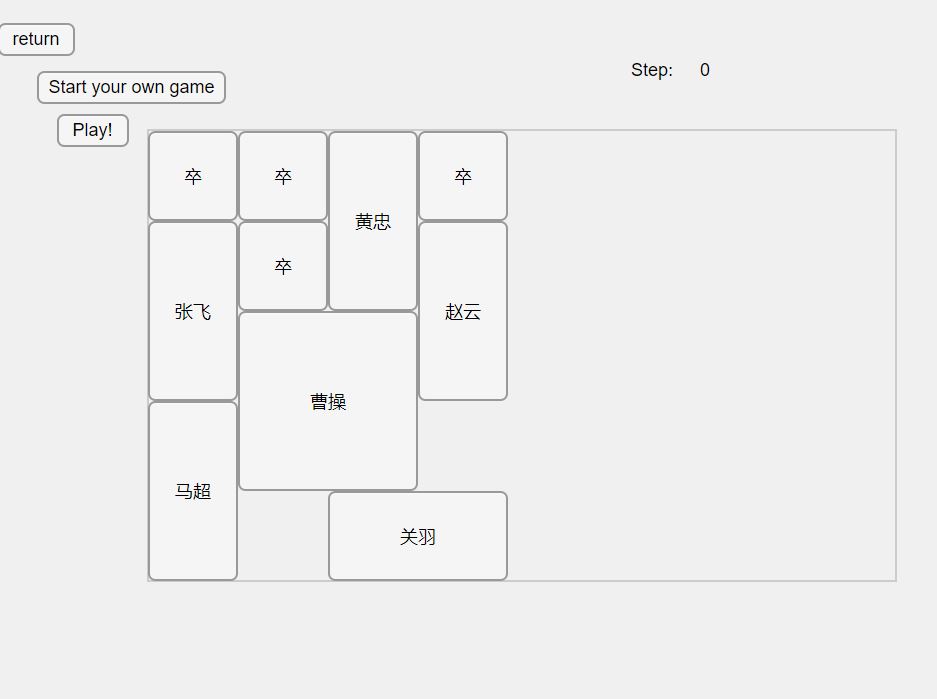 return
Step: 0
Start your own game
Play!
卒 卒 卒
黄忠
卒
张飞 赵云
曹操
马超
关羽